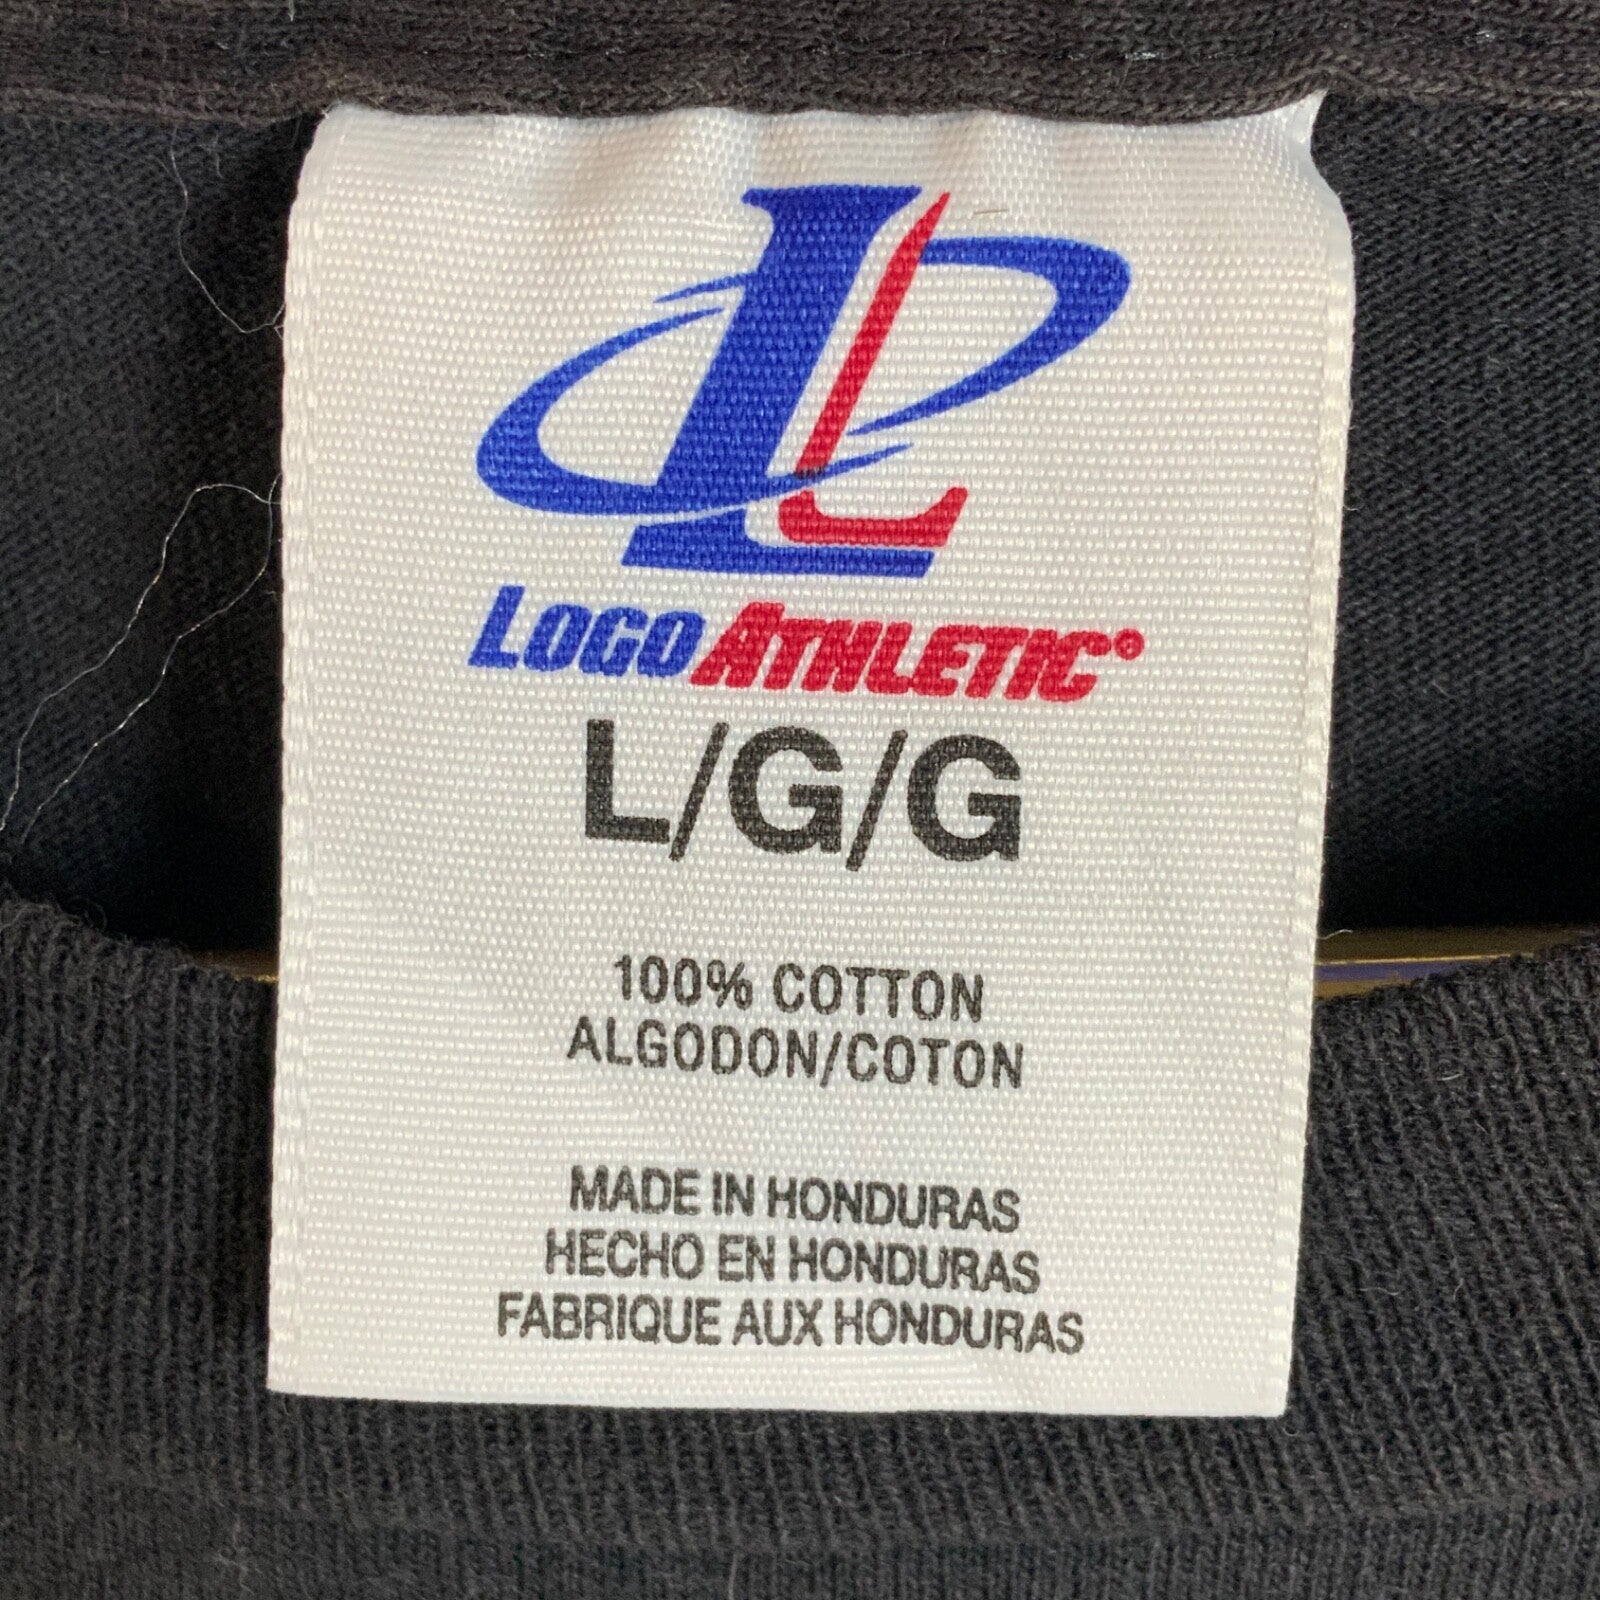 LOGO ATHLETIC®
L/G/G
100% COTTON
ALGODON/COTON
MADE IN HONDURAS
HECHO EN HONDURAS
FABRIQUE AUX HONDURAS